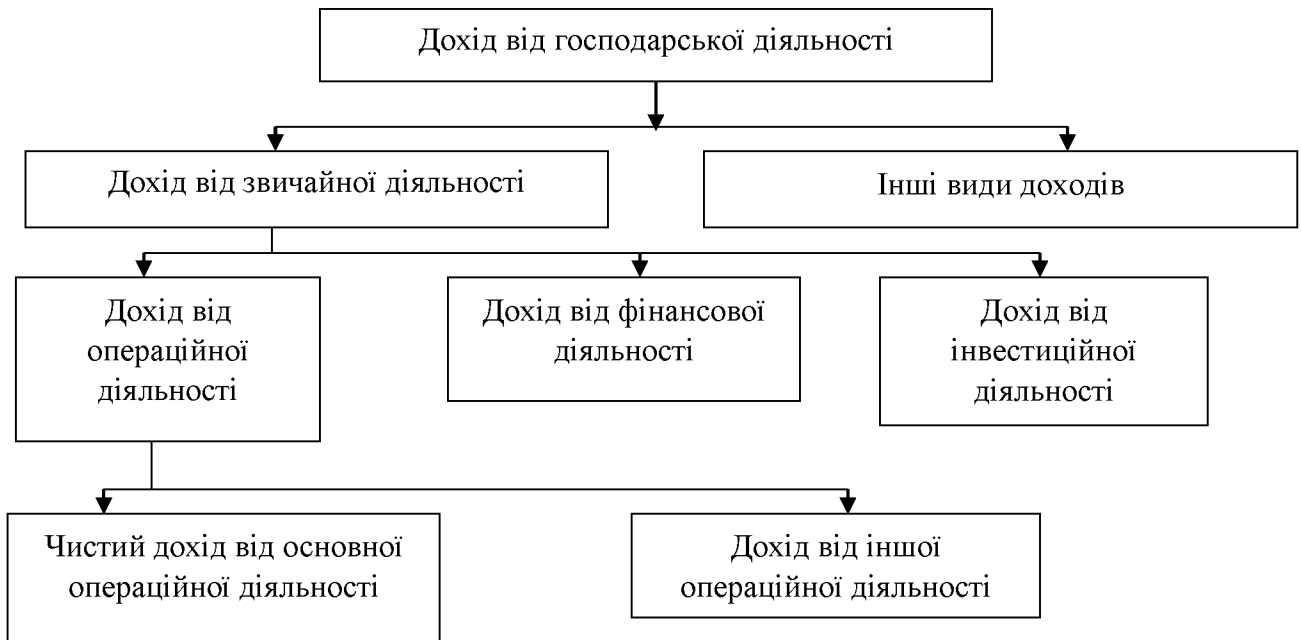 Дохід від господарської діяльності
Дохід від звичайної діяльності
Інші види доходів
Дохід від
операційної
діяльності
Дохід від фінансової
діяльності
Дохід від
інвестиційної
діяльності
Чистий дохід від основної
операційної діяльності
Дохід від іншої
операційної діяльності